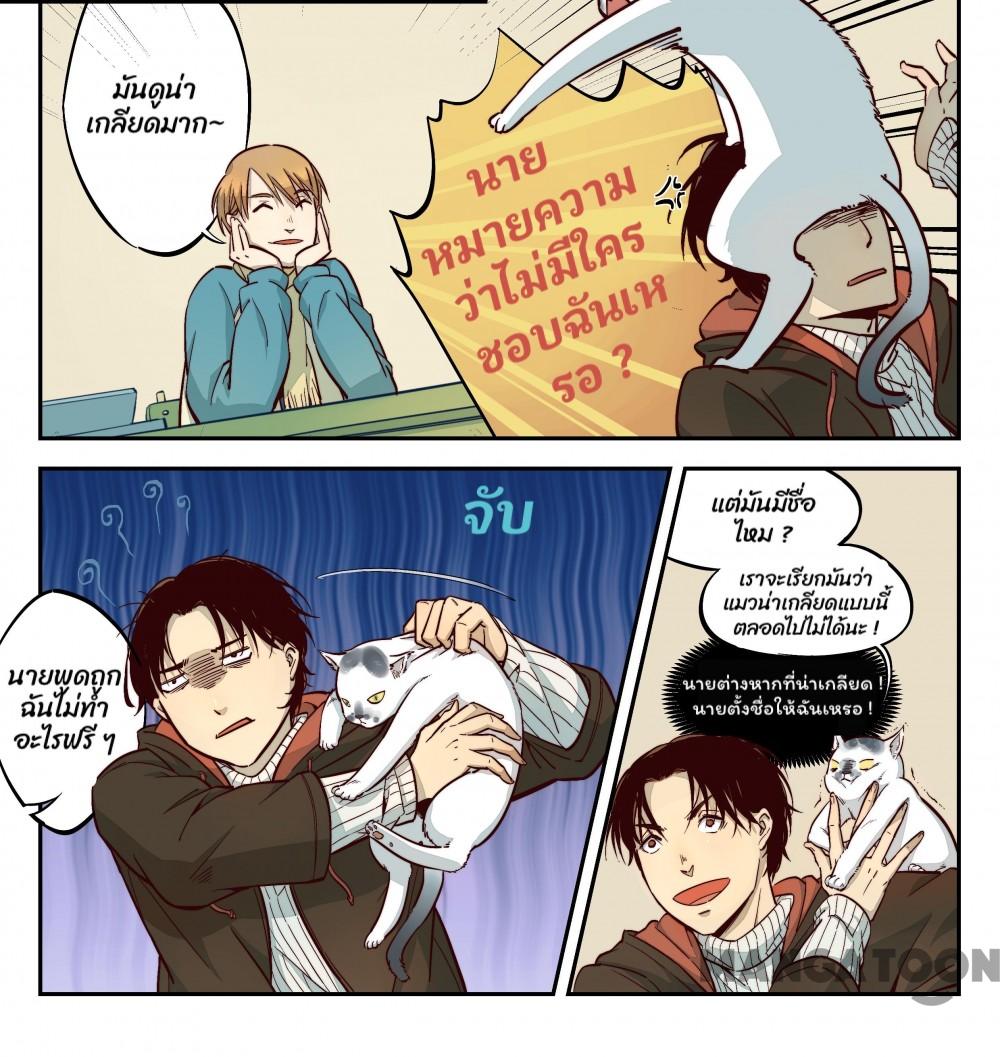 มันดูน่า
เกลียดมาก~
นาย
หมายความ
ว่าไม่มีใคร
ชอบฉันเห
รอ ?
จับ
นายพูดถูก
ฉันไม่ทำ
อะไรฟรี ๆ
แต่มันมีชื่อ
ไหม ?
เราจะเรียกมันว่า
แมวน่าเกลียดแบบนี้
ตลอดไปไม่ได้นะ !
นายต่างหากที่น่าเกลียด !
นายตั้งชื่อให้ฉันเหรอ !
MANGATOON